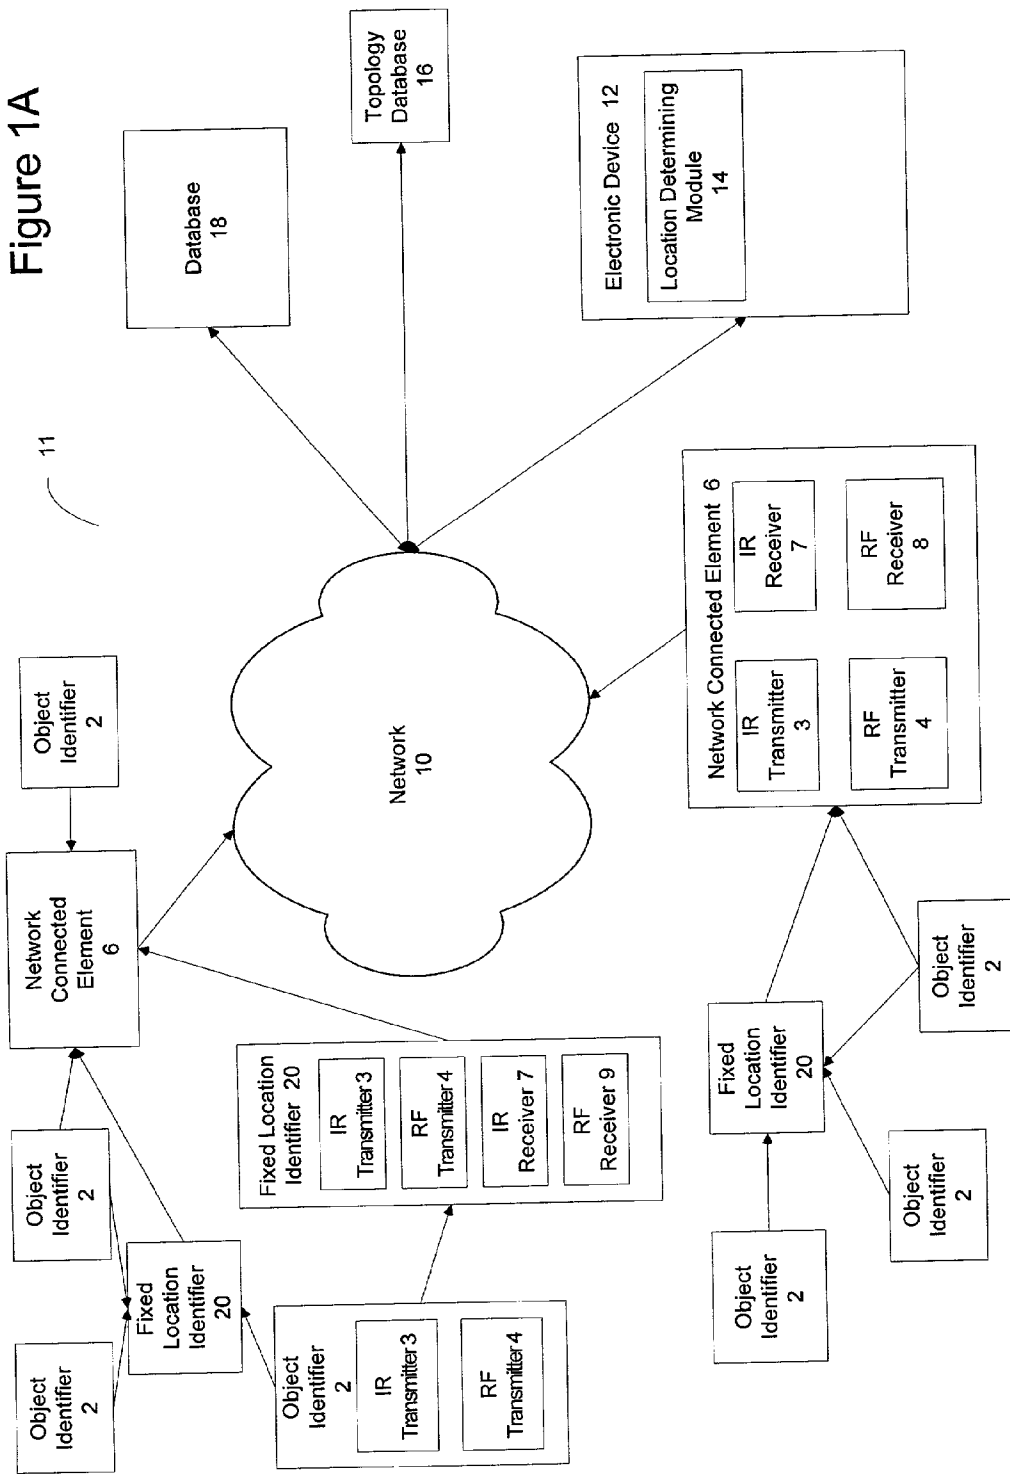 Figure 1A
11
Object
Identifier
2
Object
Identifier
2
Network
Connected
Element
6
Object
Identifier
2
Database
18
Fixed
Location
Identifier
20
Topology
Database
16
Object
Identifier
2
IR
Transmitter 3
RF
Transmitter 4
Fixed Location
Identifier 20
IR
Transmitter 3
RF
Transmitter 4
IR
Receiver 7
RF
Receiver 9
Network
10
Electronic Device 12
Location Determining
Module
14
Object
Identifier
2
Fixed
Location
Identifier
20
Network Connected Element 6
IR
Transmitter
3
IR
Receiver
7
RF
Transmitter
4
RF
Receiver
8
Object
Identifier
2
Object
Identifier
2